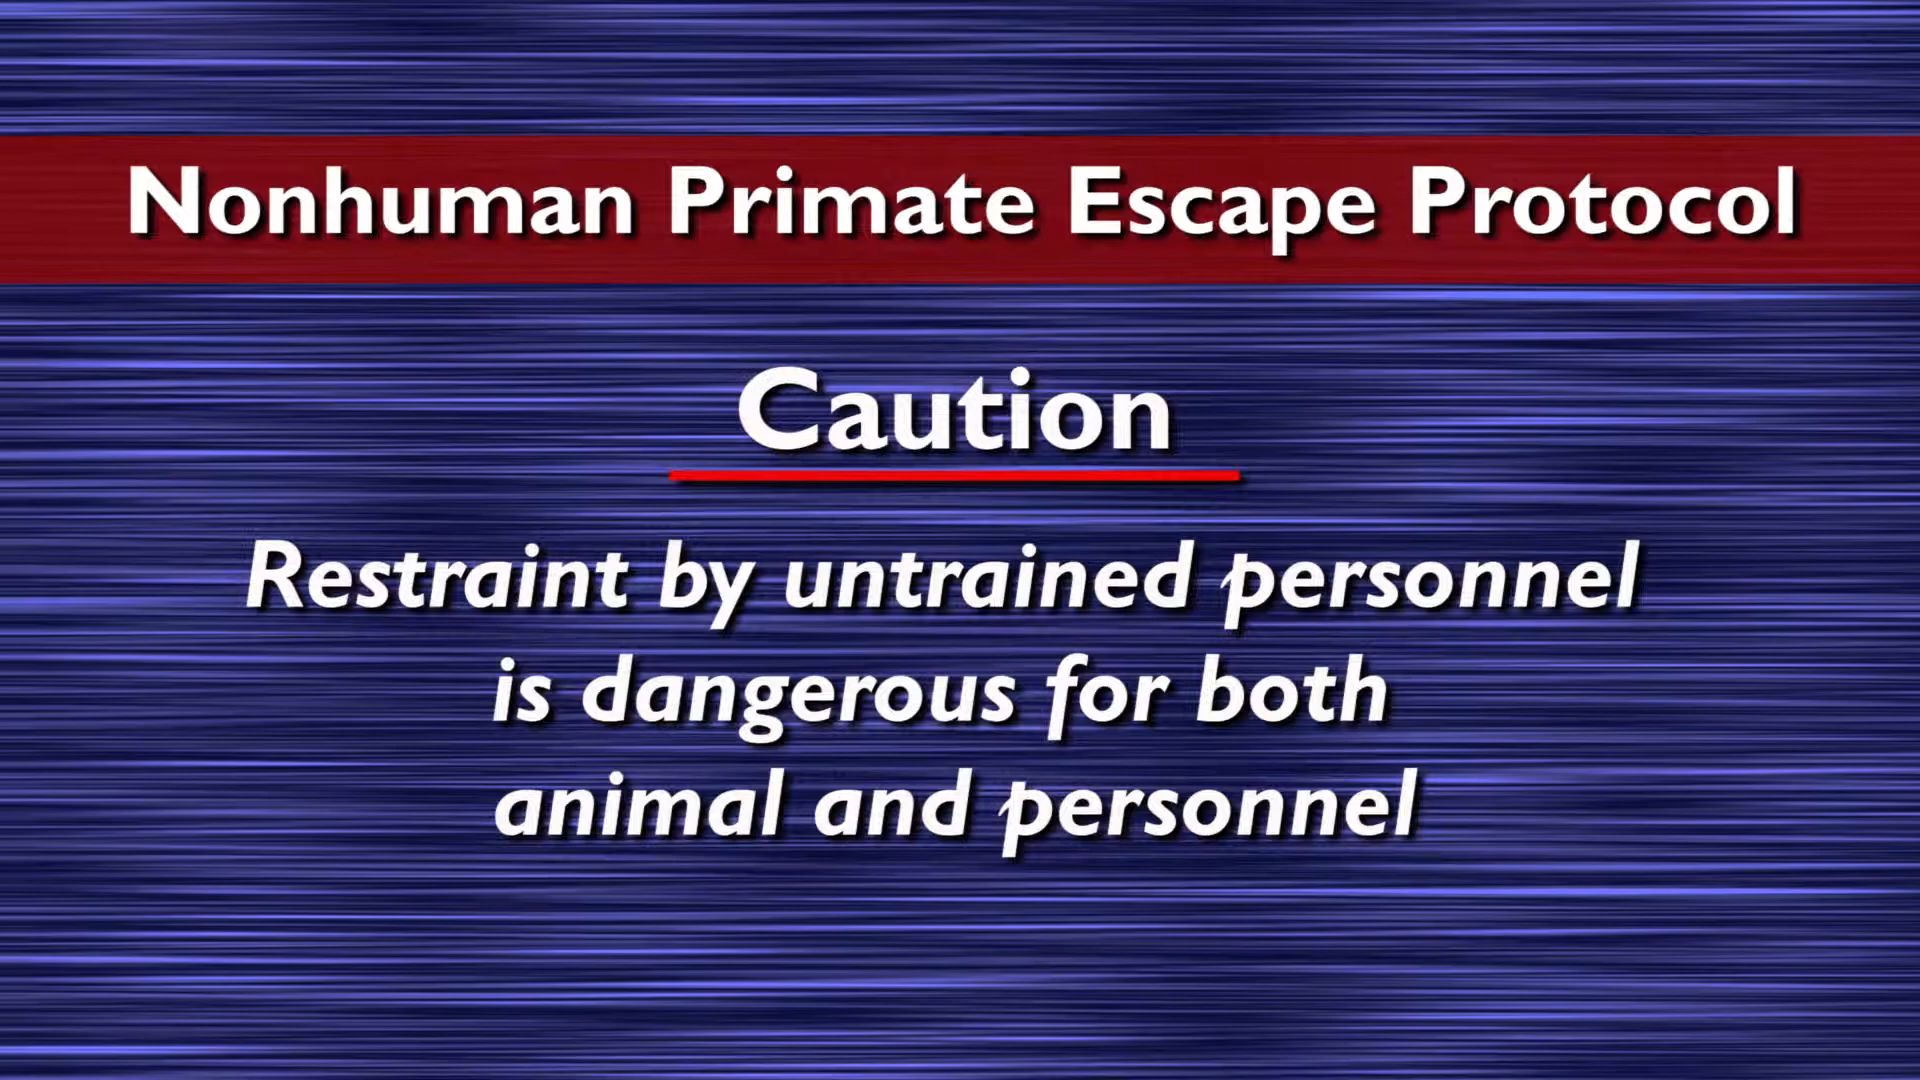 Nonhuman Primate Escape Protocol
Caution
Restraint by untrained personnel
is dangerous for both
animal and personnel